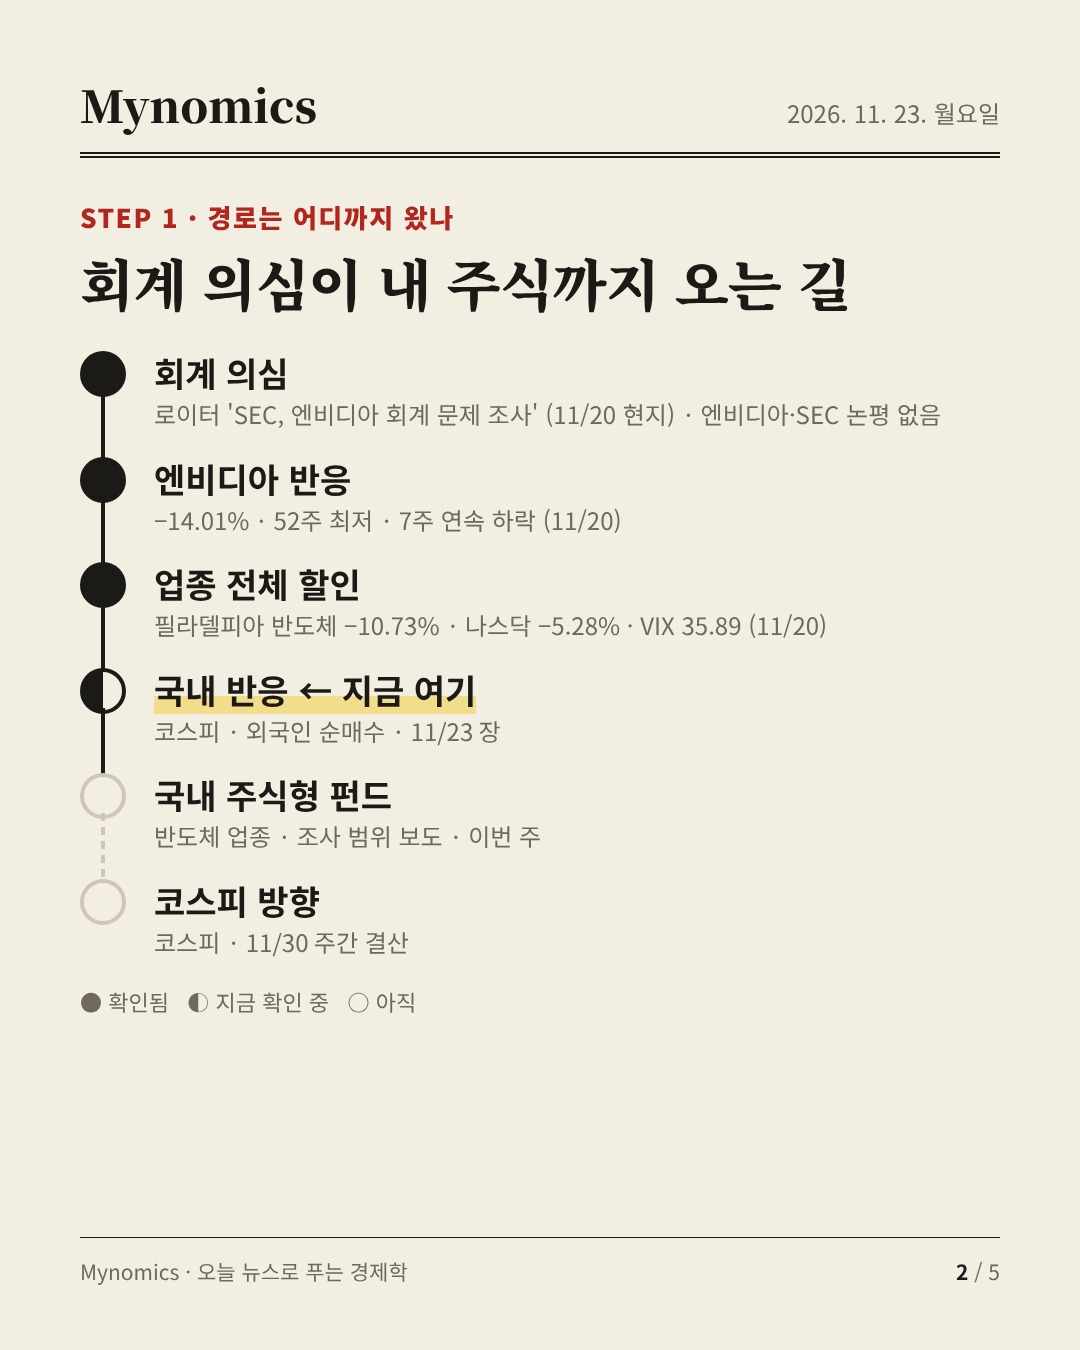 Mynomics
2026. 11. 23. 월요일
STEP 1 · 경로는 어디까지 왔나
회계 의심이 내 주식까지 오는 길
회계 의심
로이터 'SEC, 엔비디아 회계 문제 조사' (11/20 현지) · 엔비디아·SEC 논평 없음
엔비디아 반응
−14.01% · 52주 최저 · 7주 연속 하락 (11/20)
업종 전체 할인
필라델피아 반도체 −10.73% · 나스닥 −5.28% · VIX 35.89 (11/20)
국내 반응 ← 지금 여기
코스피 · 외국인 순매수 · 11/23 장
국내 주식형 펀드
반도체 업종 · 조사 범위 보도 · 이번 주
코스피 방향
코스피 · 11/30 주간 결산
● 확인됨 ◐ 지금 확인 중 ○ 아직
Mynomics · 오늘 뉴스로 푸는 경제학
2 / 5